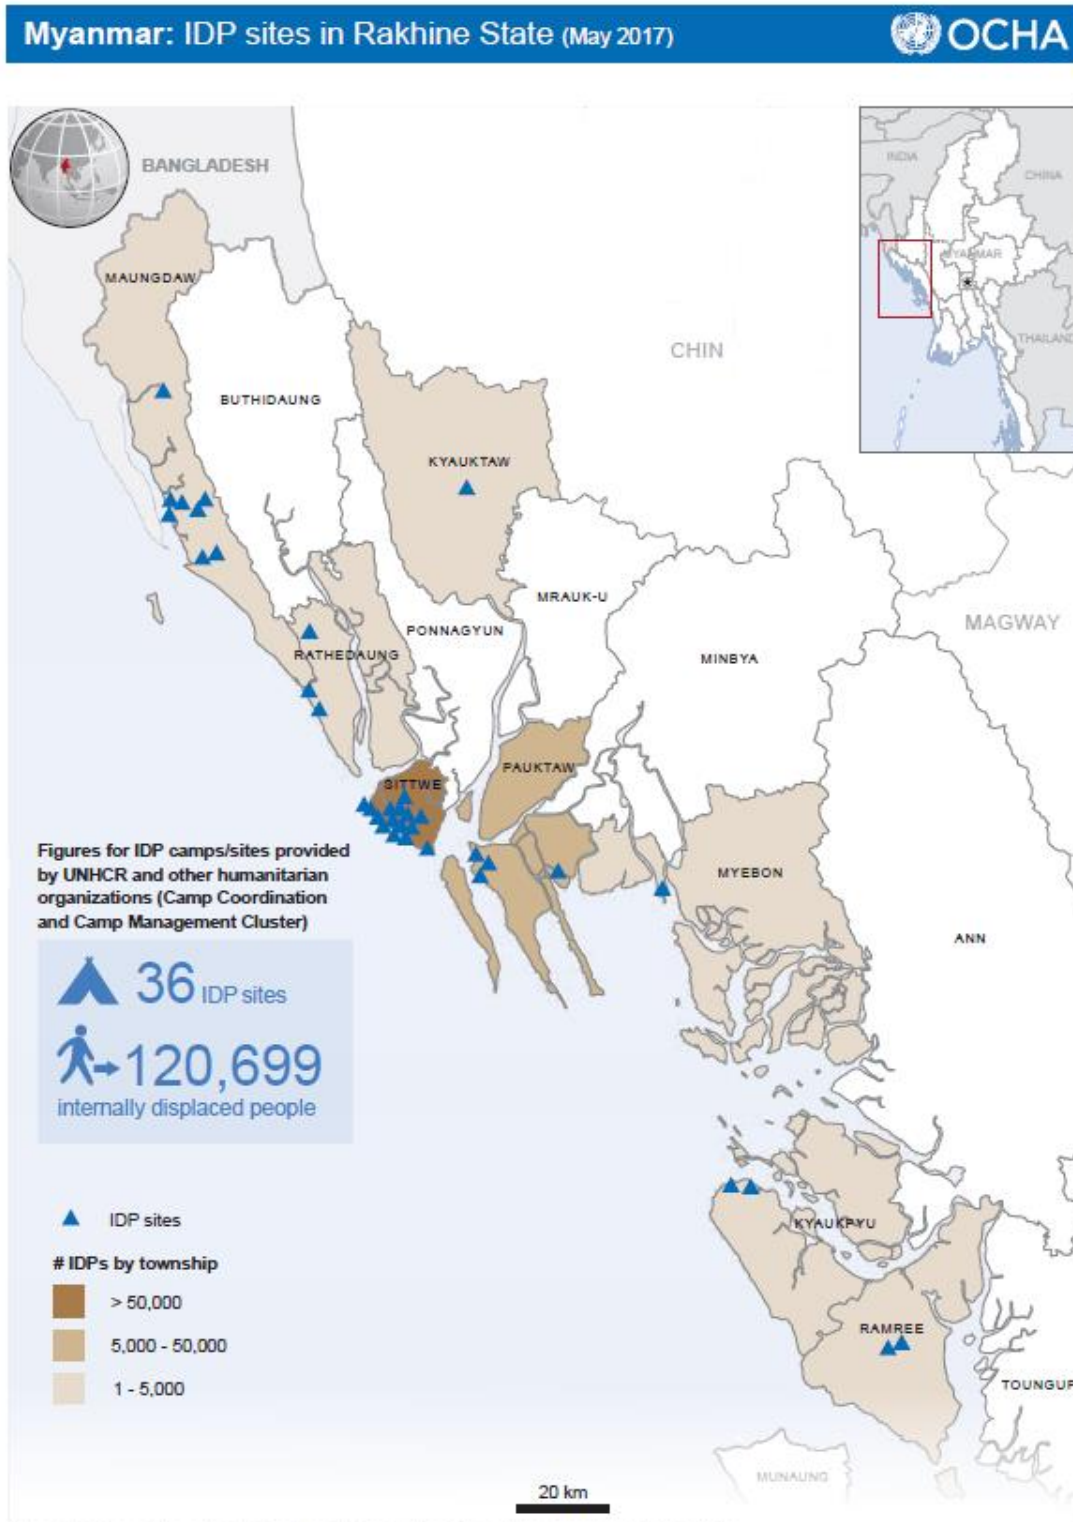 Myanmar: IDP sites in Rakhine State (May 2017)
OCHA
BANGLADESH
INDIA
CHINA
MYANMAR
THAILAND
MAUNGDAW
BUTHIDAUNG
CHIN
KYAUKTAW
MRAUK-U
PONNAGYUN
MAGWAY
RATHEDAUNG
MINBYA
PAUKTAW
SITTWE
MYEBON
ANN
Figures for IDP camps/sites provided
by UNHCR and other humanitarian
organizations (Camp Coordination
and Camp Management Cluster)
36 IDP sites
120,699
internally displaced people
KYAUKPYU
IDP sites
# IDPs by township
> 50,000
5,000 - 50,000
1 - 5,000
RAMREE
TOUNGUP
MUNAUNG
20 km